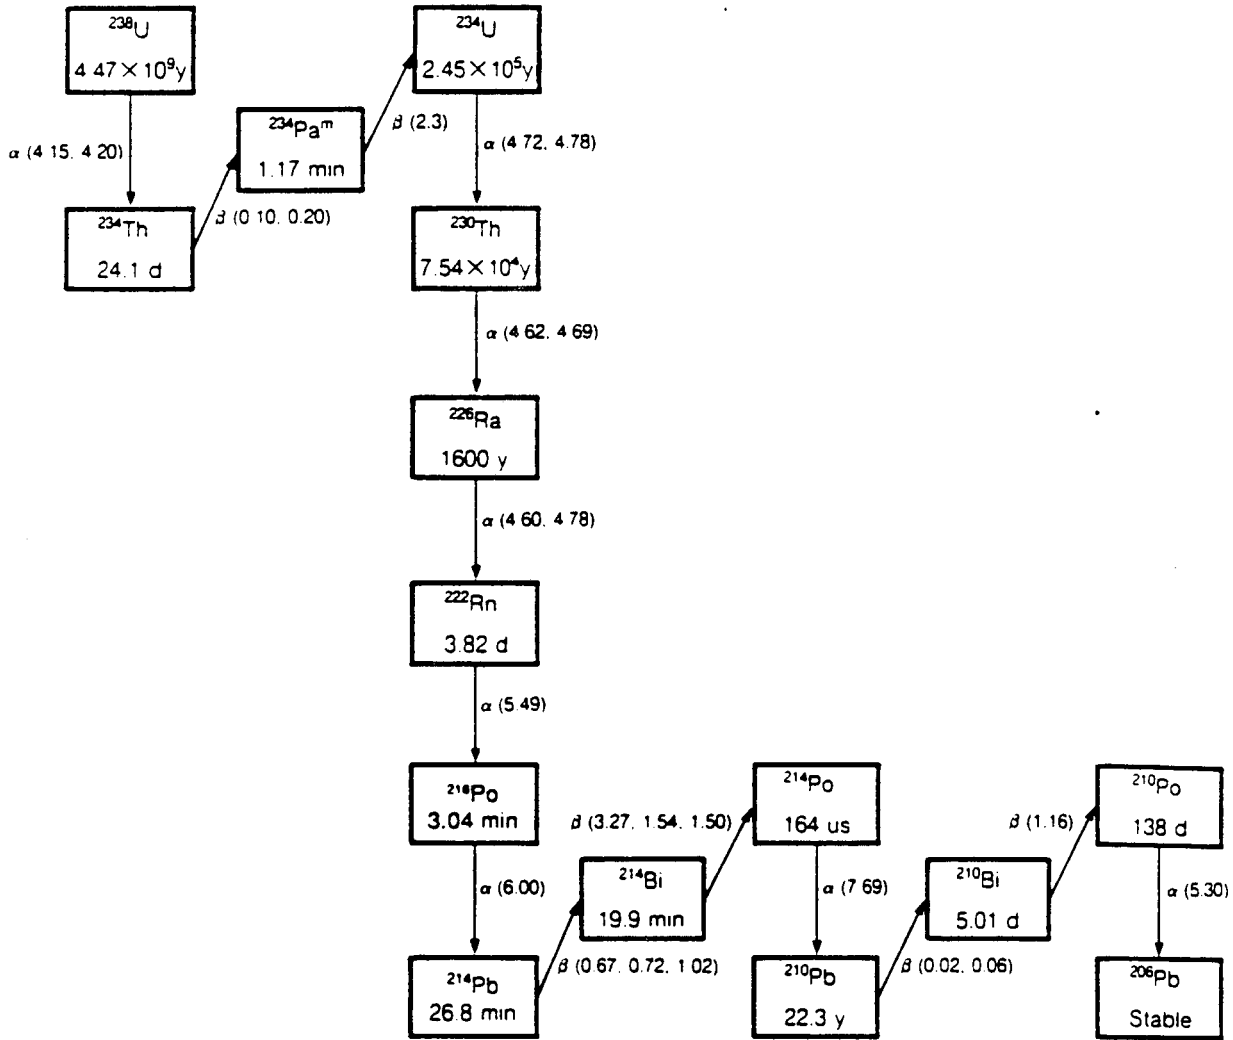 ²³⁸U
4.47×10⁹y
α (4.15, 4.20)
²³⁴Th
24.1 d
β (0.10, 0.20)
²³⁴Paᵐ
1.17 min
β (2.3)
²³⁴U
2.45×10⁵y
α (4.72, 4.78)
²³⁰Th
7.54×10⁴y
α (4.62, 4.69)
²²⁶Ra
1600 y
α (4.60, 4.78)
²²²Rn
3.82 d
α (5.49)
²¹⁸Po
3.04 min
α (6.00)
²¹⁴Pb
26.8 min
β (0.67, 0.72, 1.02)
²¹⁴Bi
19.9 min
β (3.27, 1.54, 1.50)
²¹⁴Po
164 us
α (7.69)
²¹⁰Pb
22.3 y
β (0.02, 0.06)
²¹⁰Bi
5.01 d
β (1.16)
²¹⁰Po
138 d
α (5.30)
²⁰⁶Pb
Stable